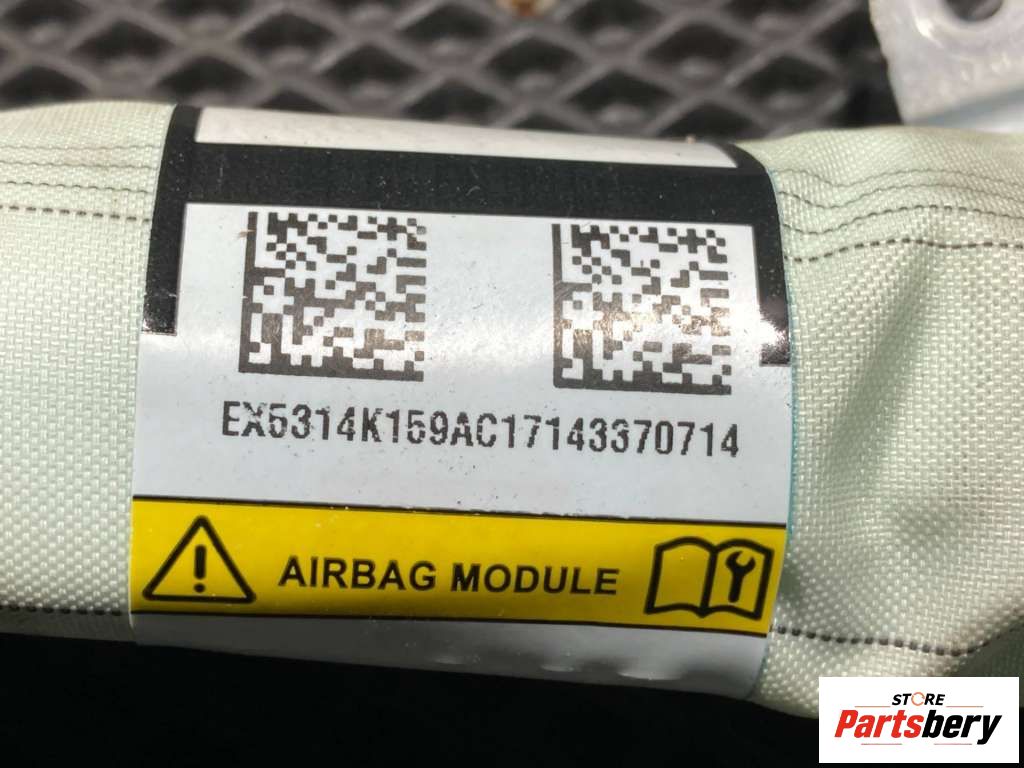 EX5314K159AC17143370714
AIRBAG MODULE
STORE
Partsbery